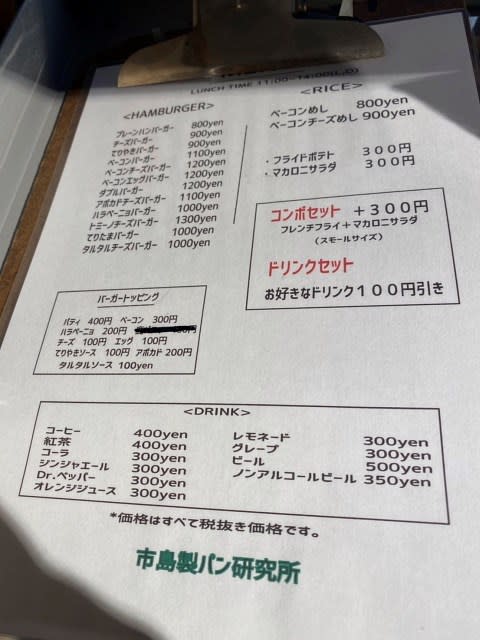 LUNCH TIME 11:00~14:00(L.O)
<HAMBURGER>
プレーンハンバーガー 800yen
チーズバーガー 900yen
てりやきバーガー 900yen
ベーコンバーガー 1100yen
ベーコンチーズバーガー 1200yen
ベーコンエッグバーガー 1200yen
ダブルバーガー 1200yen
アボカドチーズバーガー 1100yen
ハラペーニョバーガー 1000yen
トミーノチーズバーガー 1300yen
てりたまバーガー 1000yen
タルタルチーズバーガー 1000yen
<RICE>
ベーコンめし 800yen
ベーコンチーズめし 900yen
・フライドポテト 300円
・マカロニサラダ 300円
コンボセット +300円
フレンチフライ+マカロニサラダ
(スモールサイズ)
ドリンクセット
お好きなドリンク100円引き
バーガートッピング
パティ 400円 ベーコン 300円
ハラペーニョ 200円
チーズ 100円 エッグ 100円
てりやきソース 100円 アボカド 200円
タルタルソース 100yen
<DRINK>
コーヒー 400yen
紅茶 400yen
コーラ 300yen
ジンジャエール 300yen
Dr.ペッパー 300yen
オレンジジュース 300yen
レモネード 300yen
グレープ 300yen
ビール 500yen
ノンアルコールビール 350yen
*価格はすべて税抜き価格です。
市島製パン研究所